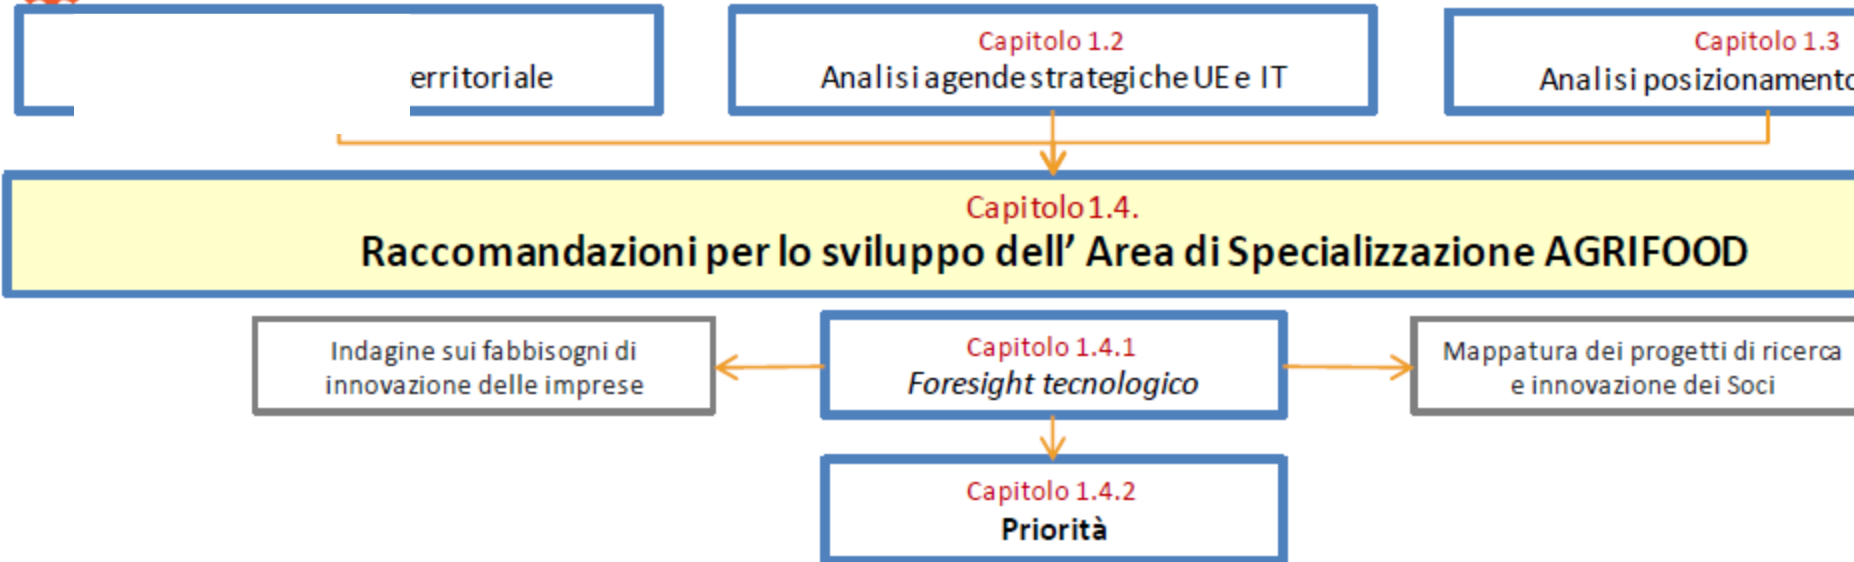 Capitolo 1.2
Capitolo 1.3
erritoriale
Analisi agende strategiche UE e IT
Analisi posizionamento
Capitolo 1.4.
Raccomandazioni per lo sviluppo dell’ Area di Specializzazione AGRIFOOD
Indagine sui fabbisogni di
innovazione delle imprese
Capitolo 1.4.1
Foresight tecnologico
Mappatura dei progetti di ricerca
e innovazione dei Soci
Capitolo 1.4.2
Priorità